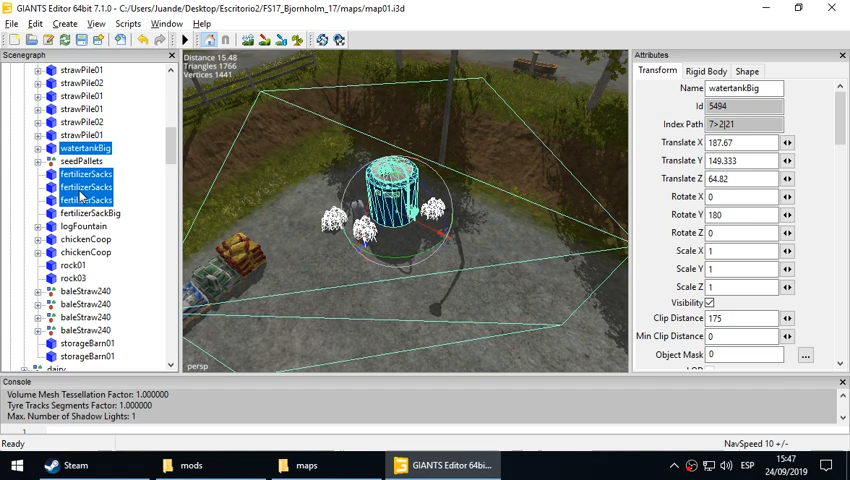 GIANTS Editor 64bit 7.1.0 - C:/Users/Juande/Desktop/Escritorio2/FS17_Bjornholm_17/maps/map01.i3d
File Edit View Create Scripts Window Help
Scenegraph
strawPile01
strawPile02
strawPile01
strawPile01
strawPile02
strawPile01
watertankBig
seedPallets
fertilizerSacks
fertilizerSacks
fertilizerSacks
fertilizerSackBig
logFountain
chickenCoop
chickenCoop
rock01
rock03
baleStraw240
baleStraw240
baleStraw240
baleStraw240
storageBarn01
storageBarn01
dairy
Distance 15.48
Triangles 1766
Vertices 1441
persp
Attributes
Transform Rigid Body Shape
Name watertankBig
Id 5494
Index Path 7>2|21
Translate X 187.67
Translate Y 149.333
Translate Z 64.82
Rotate X 0
Rotate Y 180
Rotate Z 0
Scale X 1
Scale Y 1
Scale Z 1
Visibility
Clip Distance 175
Min Clip Distance 0
Object Mask 0 ...
LOD
Console
Volume Mesh Tessellation Factor: 1.000000
Tyre Tracks Segments Factor: 1.000000
Max. Number of Shadow Lights: 1
1
Ready
NavSpeed 10 +/-
Steam
mods
maps
GIANTS Editor 64bi...
ESP
15:47
24/09/2019